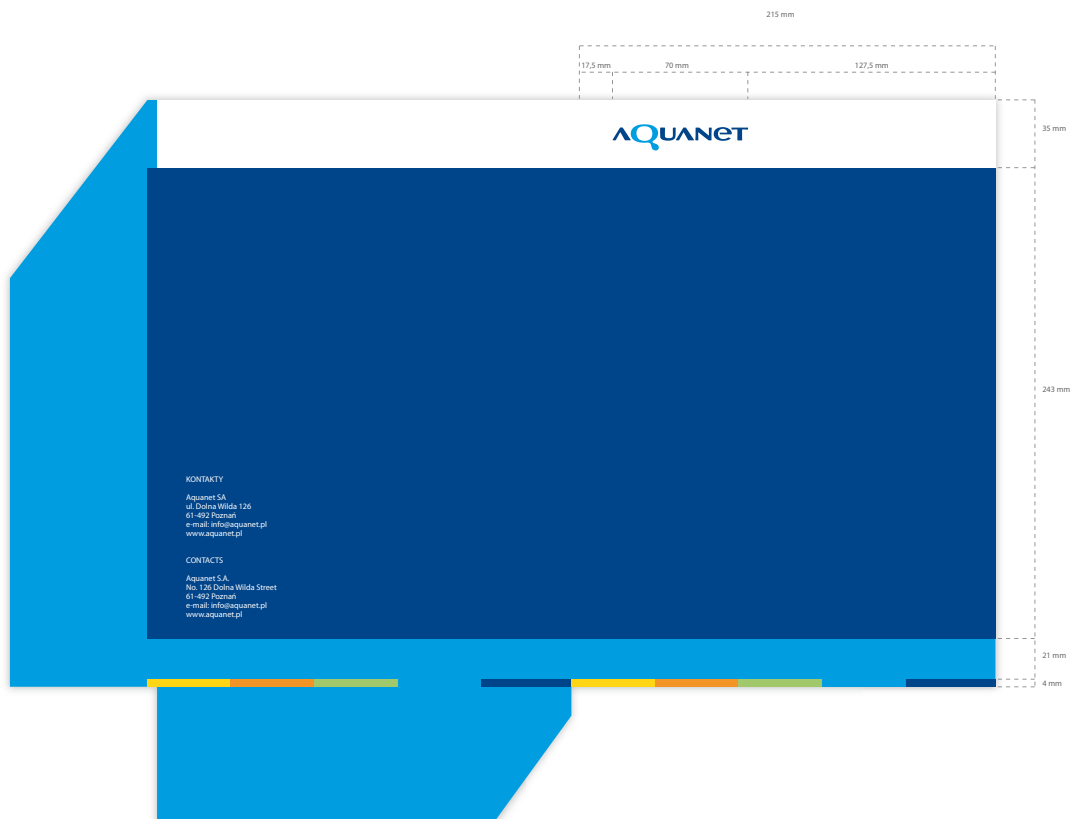 215 mm
17,5 mm 70 mm 127,5 mm
AQUANET
35 mm
243 mm
KONTAKTY
Aquanet SA
ul. Dolna Wilda 126
61-492 Poznań
e-mail: info@aquanet.pl
www.aquanet.pl
CONTACTS
Aquanet S.A.
No. 126 Dolna Wilda Street
61-492 Poznań
e-mail: info@aquanet.pl
www.aquanet.pl
21 mm
4 mm